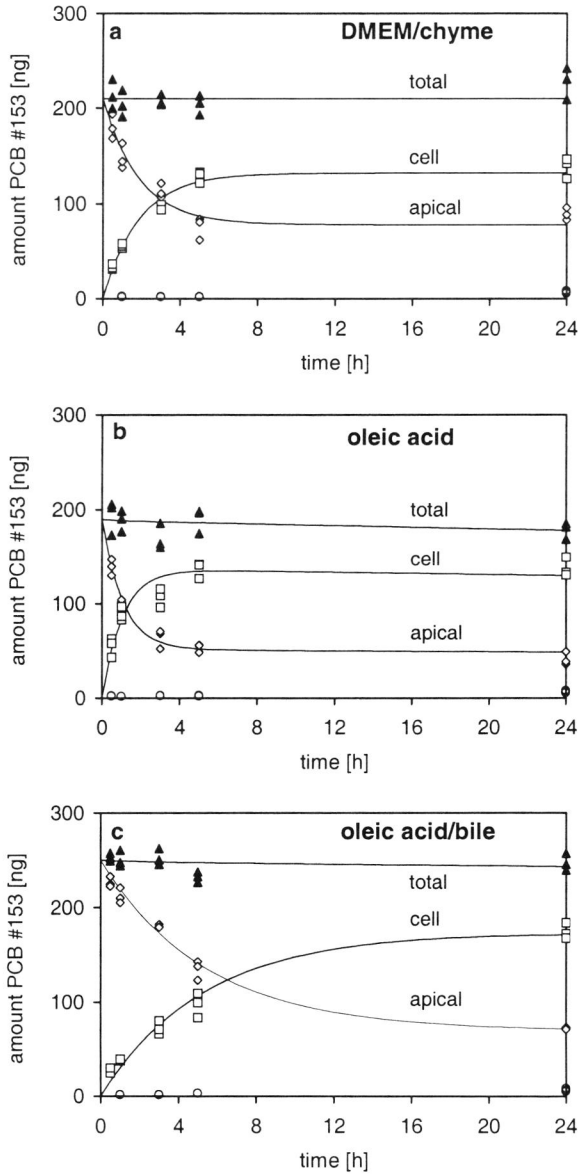 a
DMEM/chyme
300
200
100
0
amount PCB #153 [ng]
total
cell
apical
0 4 8 12 16 20 24
time [h]
b
oleic acid
300
200
100
0
amount PCB #153 [ng]
total
cell
apical
0 4 8 12 16 20 24
time [h]
c
oleic acid/bile
300
200
100
0
amount PCB #153 [ng]
total
cell
apical
0 4 8 12 16 20 24
time [h]